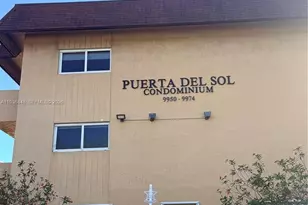 PUERTA DEL SOL
CONDOMINIUM
9950 - 9974